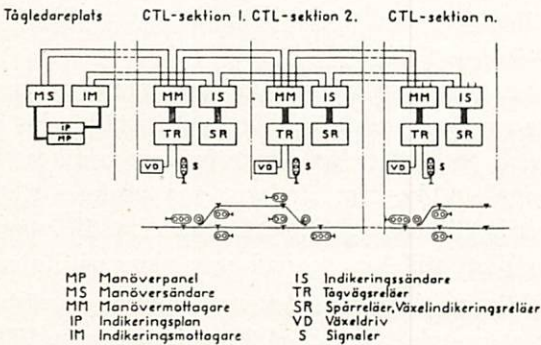 Tågledareplats CTL-sektion 1. CTL-sektion 2. CTL-sektion n.
MS IM MM IS MM IS MM IS
IP
MP
TR SR TR SR TR SR
VD S VD S VD S
MP Manöverpanel
MS Manöversändare
MM Manövermottagare
IP Indikeringsplan
IM Indikeringsmottagare
IS Indikeringssändare
TR Tågvägsreläer
SR Spårreläer, Växelindikeringsreläer
VD Växeldriv
S Signaler